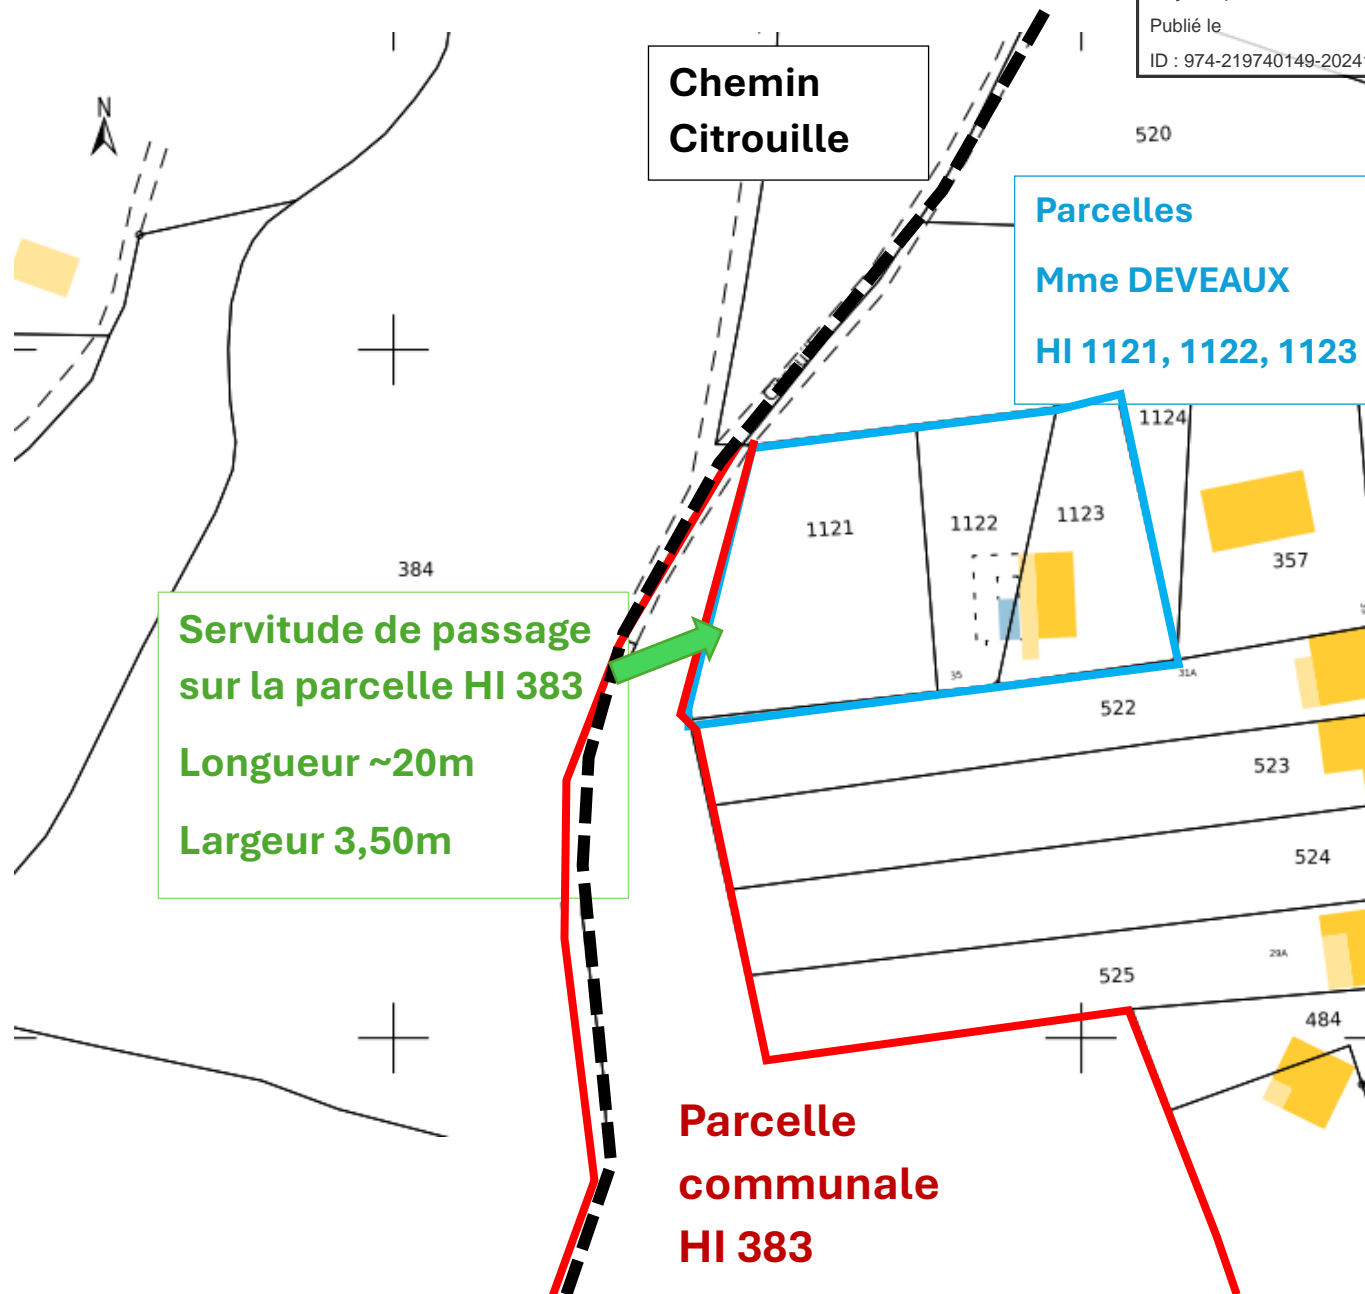 Publié le
ID : 974-219740149-2024
N
Chemin
Citrouille
520
Parcelles
Mme DEVEAUX
HI 1121, 1122, 1123
1124
1121
1122
1123
384
357
Servitude de passage
sur la parcelle HI 383
Longueur ~20m
Largeur 3,50m
35
31A
522
523
524
29A
525
484
Parcelle
communale
HI 383